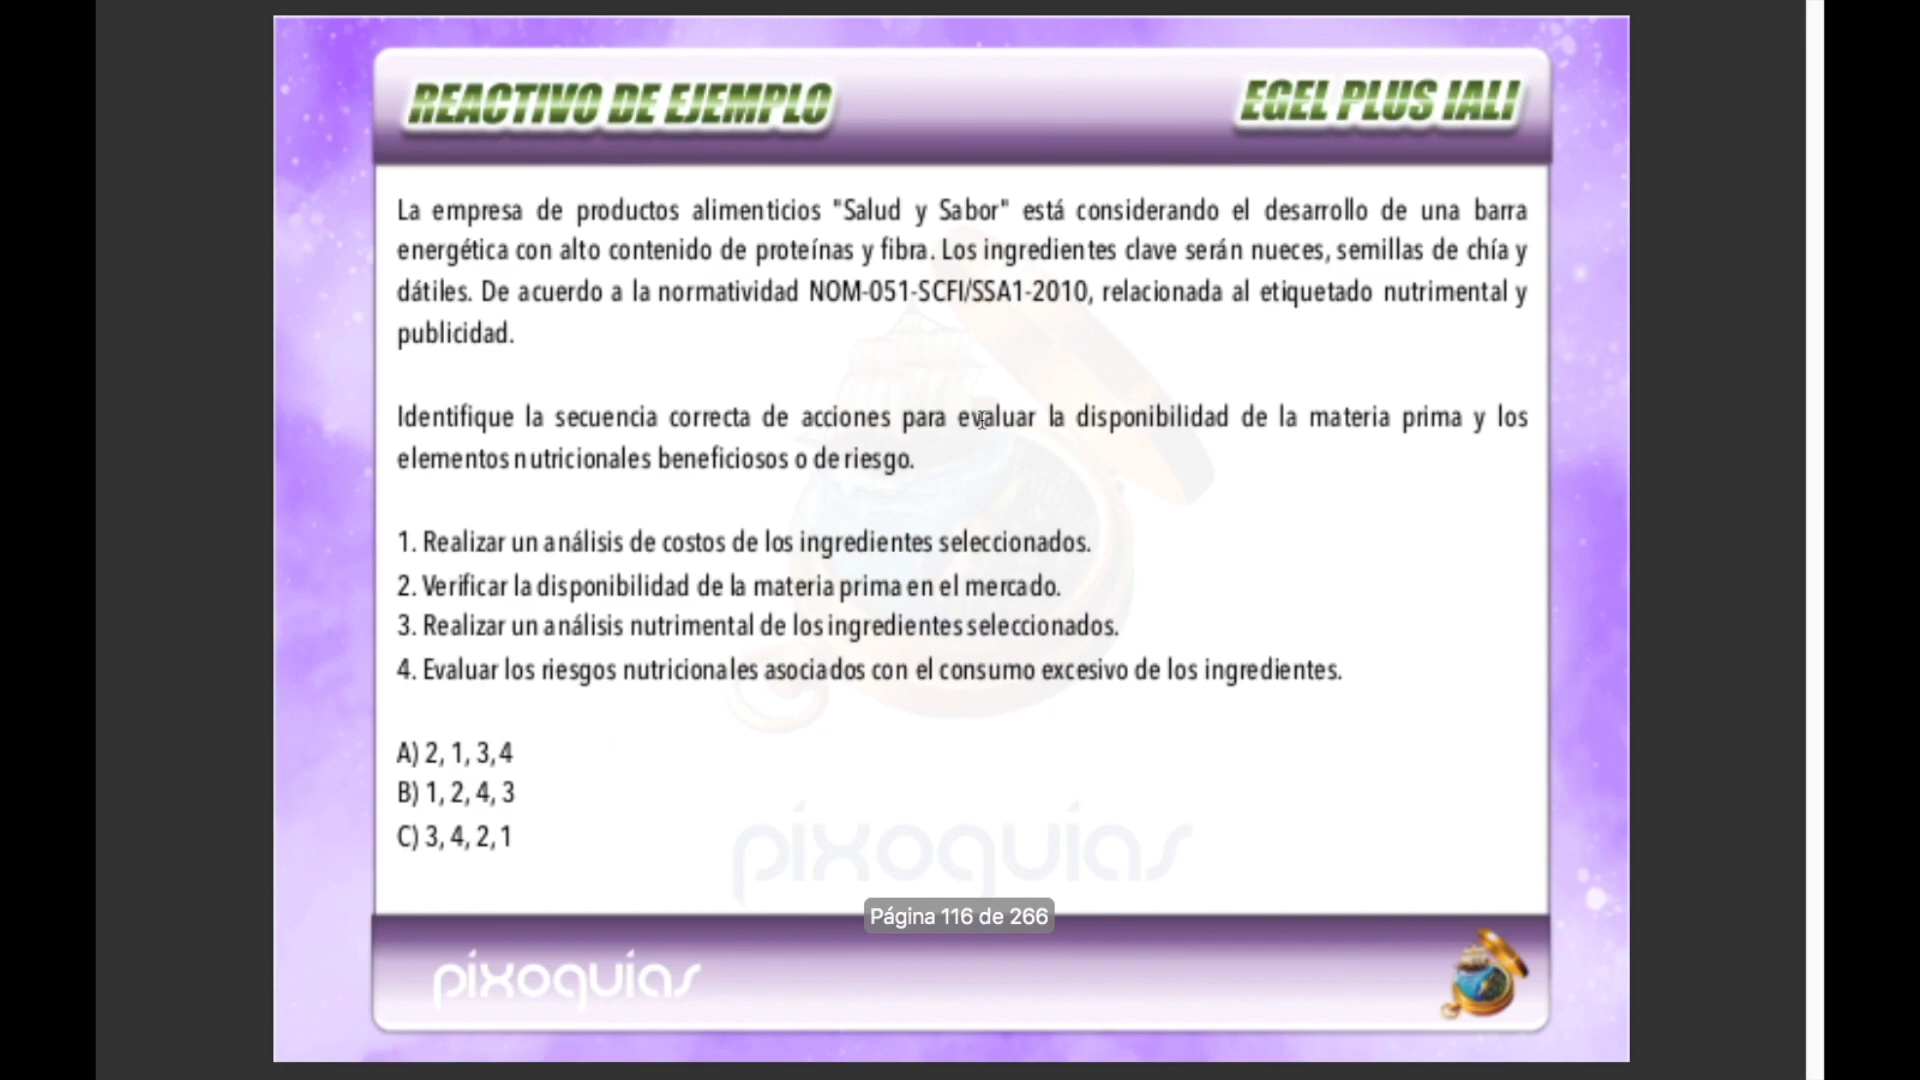 REACTIVO DE EJEMPLO
EGEL PLUS IALI
La empresa de productos alimenticios "Salud y Sabor" está considerando el desarrollo de una barra
energética con alto contenido de proteínas y fibra. Los ingredientes clave serán nueces, semillas de chía y
dátiles. De acuerdo a la normatividad NOM-051-SCFI/SSA1-2010, relacionada al etiquetado nutrimental y
publicidad.
Identifique la secuencia correcta de acciones para evaluar la disponibilidad de la materia prima y los
elementos nutricionales beneficiosos o de riesgo.
1. Realizar un análisis de costos de los ingredientes seleccionados.
2. Verificar la disponibilidad de la materia prima en el mercado.
3. Realizar un análisis nutrimental de los ingredientes seleccionados.
4. Evaluar los riesgos nutricionales asociados con el consumo excesivo de los ingredientes.
A) 2, 1, 3, 4
B) 1, 2, 4, 3
C) 3, 4, 2, 1
pixoguías
Página 116 de 266
pixoguías